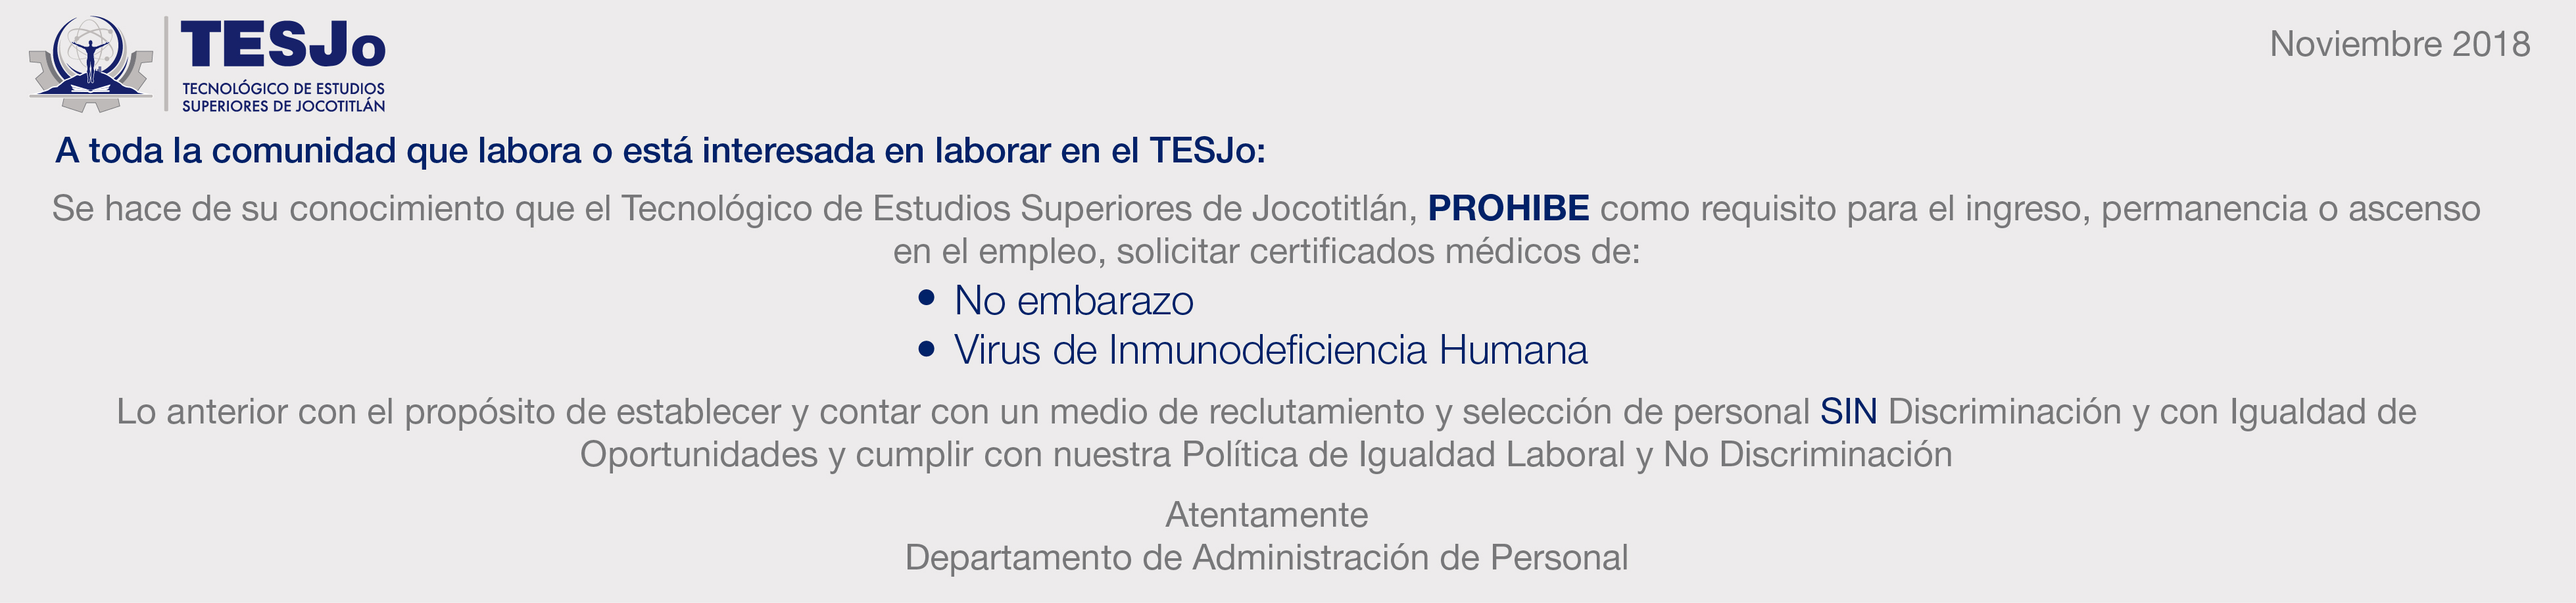 TESJo
TECNOLÓGICO DE ESTUDIOS
SUPERIORES DE JOCOTITLÁN
Noviembre 2018
A toda la comunidad que labora o está interesada en laborar en el TESJo:
Se hace de su conocimiento que el Tecnológico de Estudios Superiores de Jocotitlán, PROHIBE como requisito para el ingreso, permanencia o ascenso
en el empleo, solicitar certificados médicos de:
• No embarazo
• Virus de Inmunodeficiencia Humana
Lo anterior con el propósito de establecer y contar con un medio de reclutamiento y selección de personal SIN Discriminación y con Igualdad de
Oportunidades y cumplir con nuestra Política de Igualdad Laboral y No Discriminación
Atentamente
Departamento de Administración de Personal